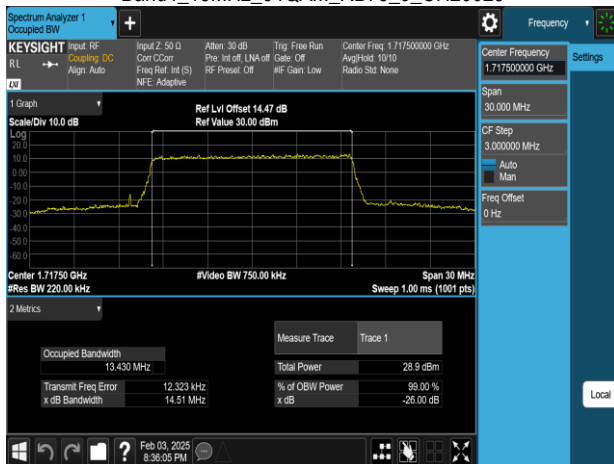 Spectrum Analyzer 1
Occupied BW
+
Frequency
KEYSIGHT
RL
LXI
Input: RF
Coupling: DC
Align: Auto
Input Z: 50 Ω
Corr CCorr
Freq Ref: Int (S)
NFE: Adaptive
Atten: 30 dB
Pre: Int off, LNA off
RF Presel: Off
Trig: Free Run
Gate: Off
#IF Gain: Low
Center Freq: 1.717500000 GHz
Avg|Hold: 10/10
Radio Std: None
Center Frequency
1.717500000 GHz
Settings
Span
30.000 MHz
CF Step
3.000000 MHz
Auto
Man
Freq Offset
0 Hz
Local
1 Graph
Scale/Div 10.0 dB
Ref Lvl Offset 14.47 dB
Ref Value 30.00 dBm
Log
20.0
10.0
0.00
-10.0
-20.0
-30.0
-40.0
-50.0
-60.0
Center 1.71750 GHz
#Video BW 750.00 kHz
Span 30 MHz
#Res BW 220.00 kHz
Sweep 1.00 ms (1001 pts)
2 Metrics
Measure Trace
Trace 1
Occupied Bandwidth
13.430 MHz
Total Power
28.9 dBm
Transmit Freq Error
12.323 kHz
% of OBW Power
99.00 %
x dB Bandwidth
14.51 MHz
x dB
-26.00 dB
?
Feb 03, 2025
8:36:05 PM